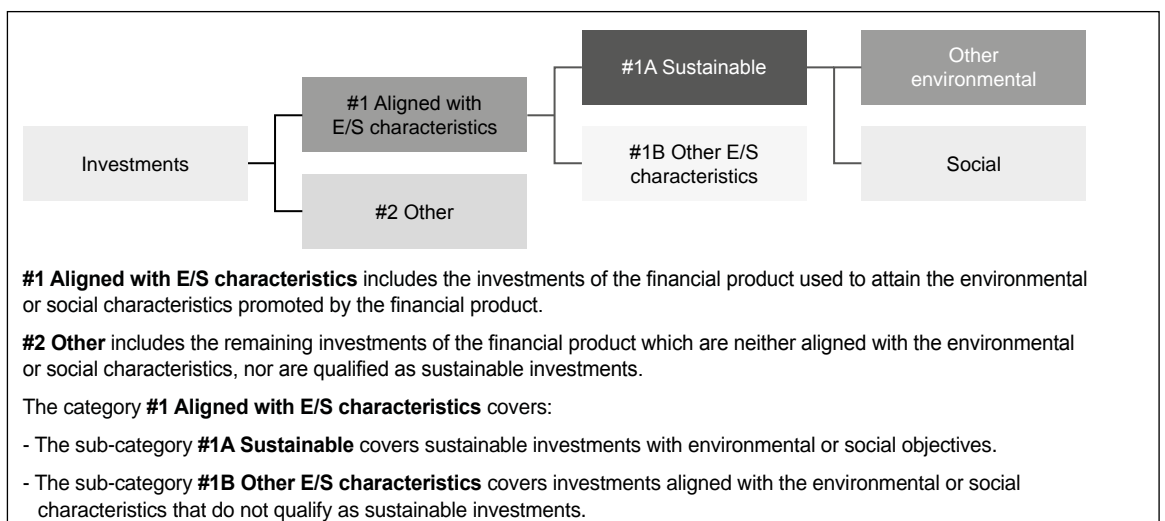 #1A Sustainable
Other
environmental
#1 Aligned with
E/S characteristics
#1B Other E/S
characteristics
Investments
Social
#2 Other
#1 Aligned with E/S characteristics includes the investments of the financial product used to attain the environmental
or social characteristics promoted by the financial product.
#2 Other includes the remaining investments of the financial product which are neither aligned with the environmental
or social characteristics, nor are qualified as sustainable investments.
The category #1 Aligned with E/S characteristics covers:
- The sub-category #1A Sustainable covers sustainable investments with environmental or social objectives.
- The sub-category #1B Other E/S characteristics covers investments aligned with the environmental or social
characteristics that do not qualify as sustainable investments.